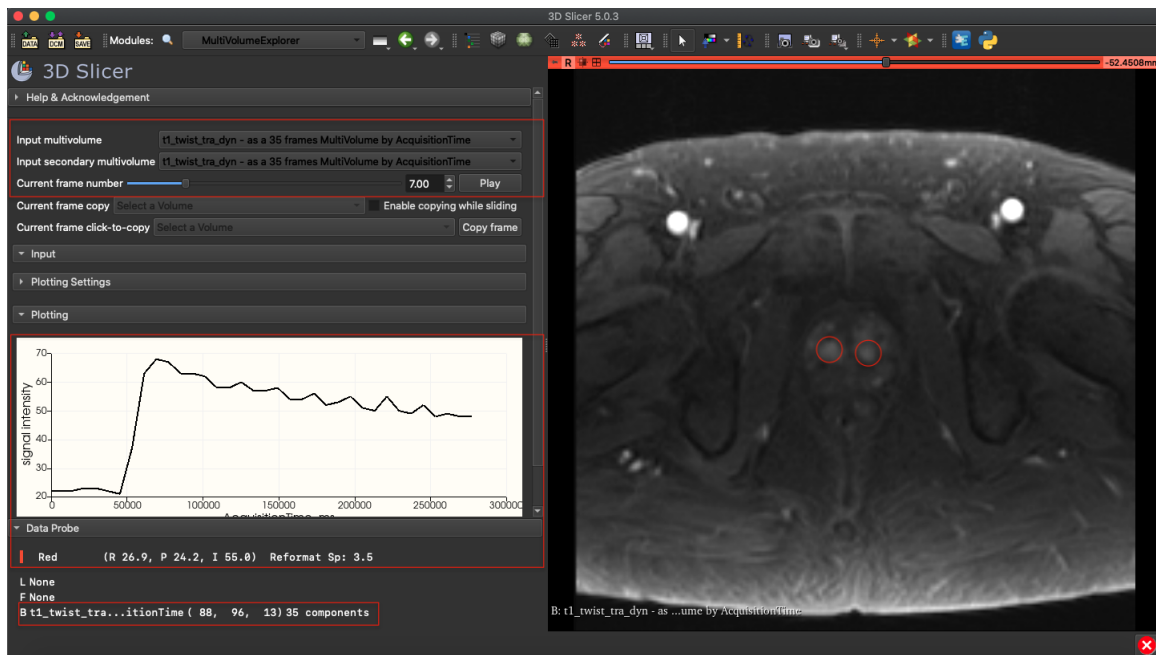 3D Slicer 5.0.3
DATA DCM SAVE Modules: MultiVolumeExplorer
R -52.4508mm
3D Slicer
Help & Acknowledgement
Input multivolume t1_twist_tra_dyn - as a 35 frames MultiVolume by AcquisitionTime
Input secondary multivolume t1_twist_tra_dyn - as a 35 frames MultiVolume by AcquisitionTime
Current frame number 7.00 Play
Current frame copy Select a Volume Enable copying while sliding
Current frame click-to-copy Select a Volume Copy frame
Input
Plotting Settings
Plotting
70
60
50
40
30
20
signal intensity
0 50000 100000 150000 200000 250000 300000
AcquisitionTime, ms
Data Probe
Red (R 26.9, P 24.2, I 55.0) Reformat Sp: 3.5
L None
F None
B t1_twist_tra...itionTime ( 88, 96, 13) 35 components
B: t1_twist_tra_dyn - as ...ume by AcquisitionTime